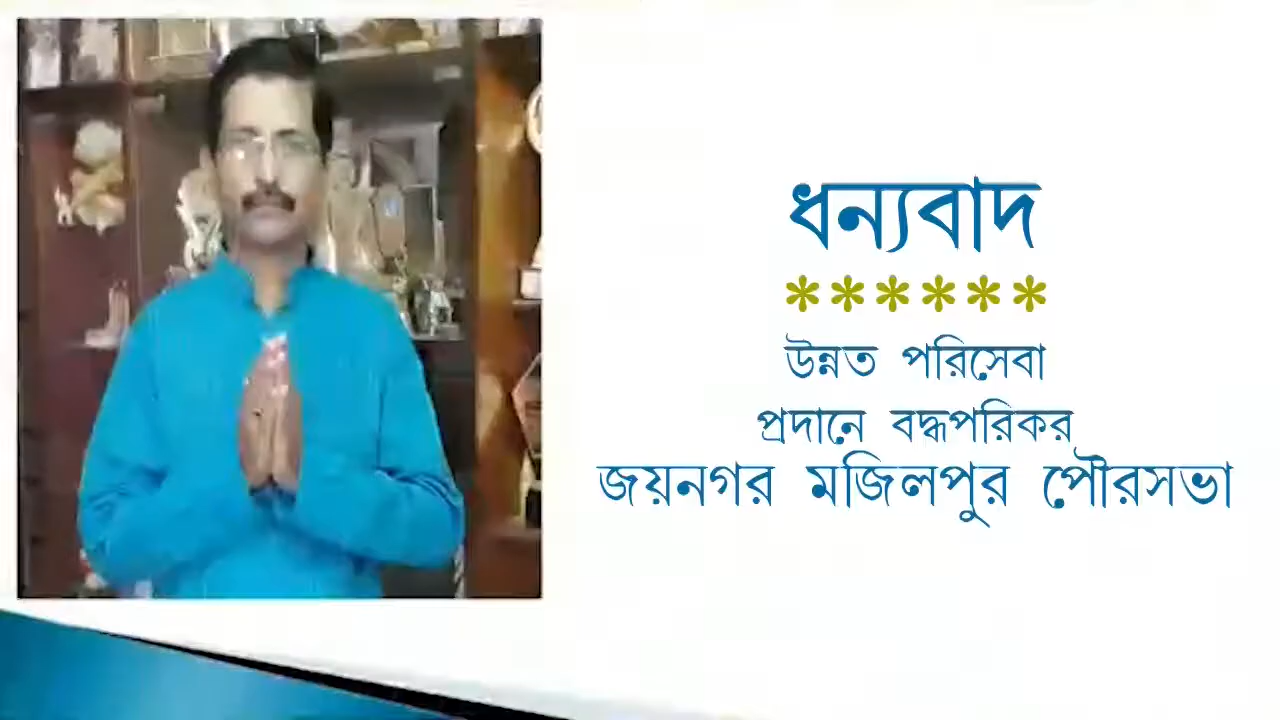 ধন্যবাদ
******
উন্নত পরিসেবা
প্রদানে বদ্ধপরিকর
জয়নগর মজিলপুর পৌরসভা